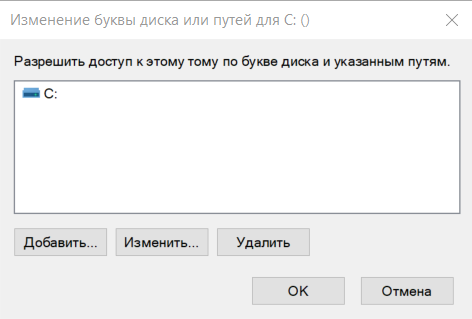 Изменение буквы диска или путей для C: ()
Разрешить доступ к этому тому по букве диска и указанным путям.
C:
Добавить... Изменить... Удалить
OK Отмена